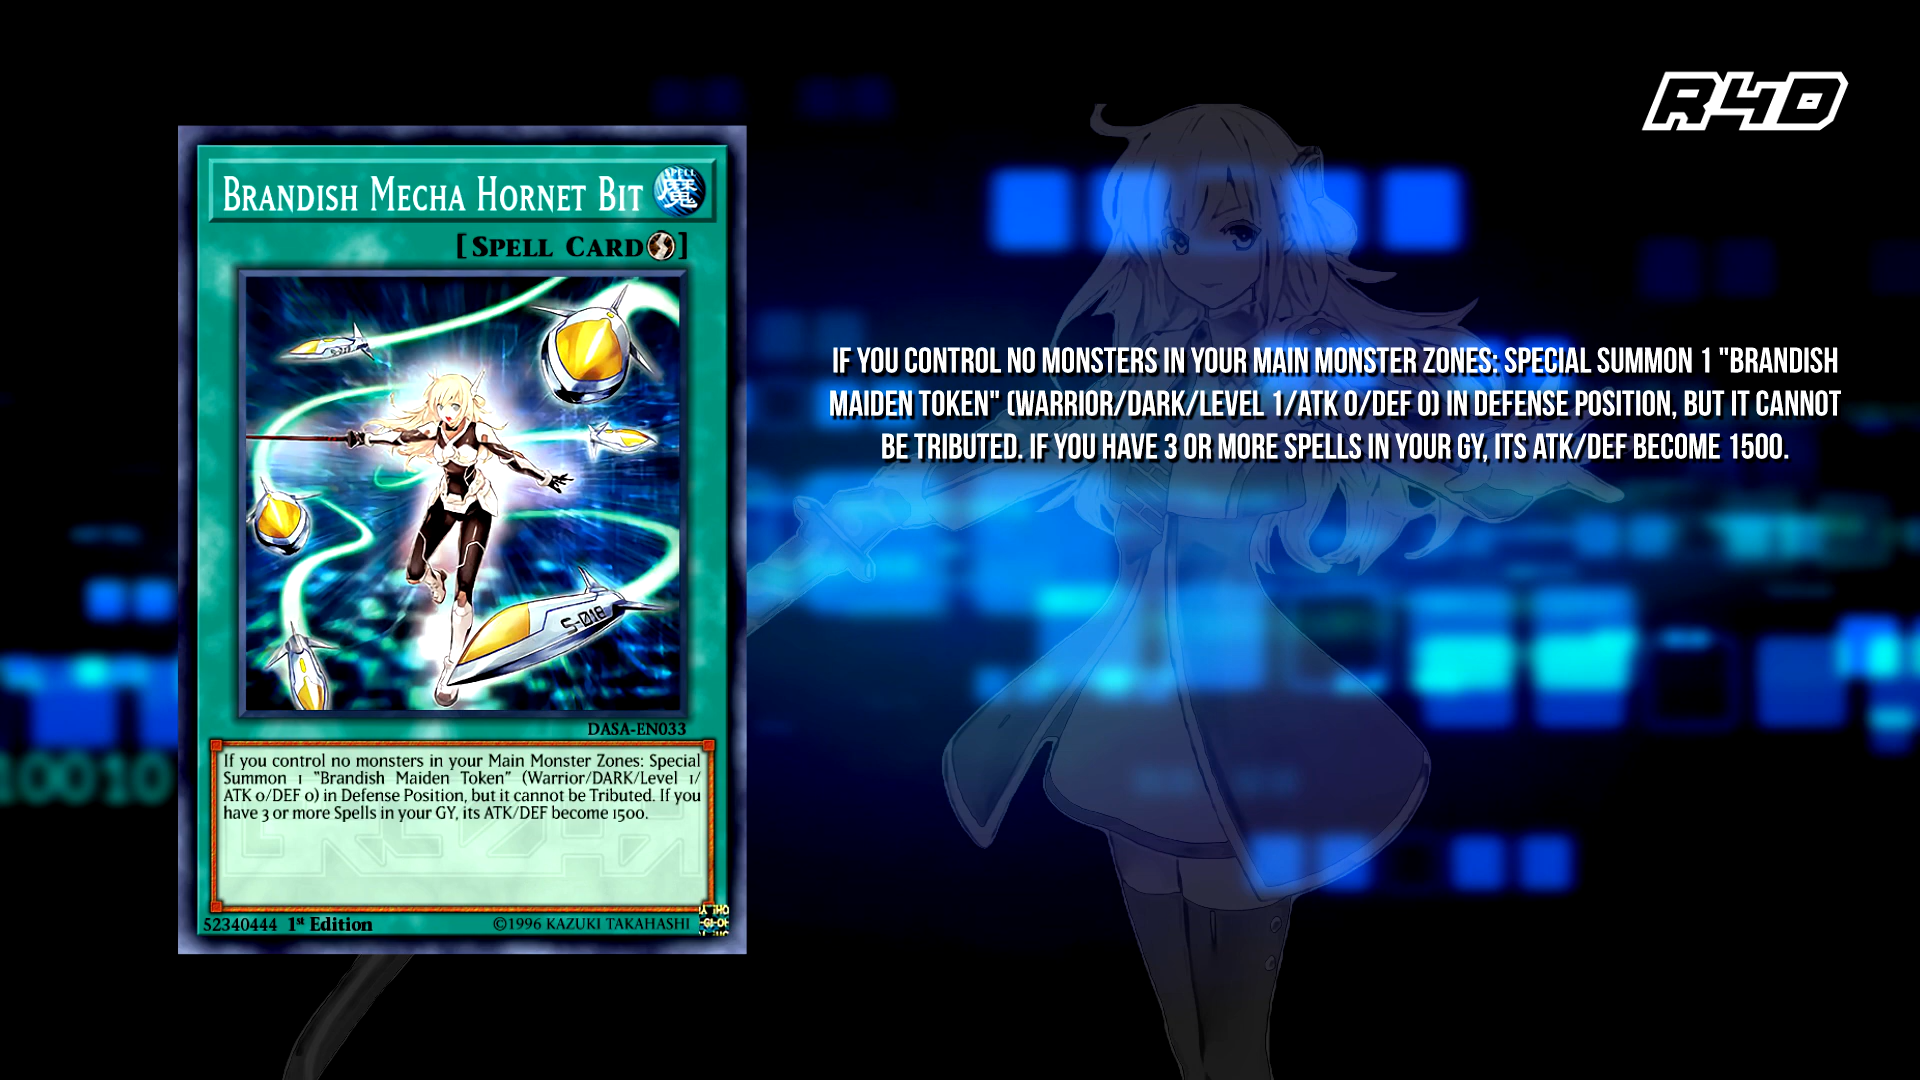 R4D
BRANDISH MECHA HORNET BIT
SPELL
魔
[SPELL CARD]
S-018
DASA-EN033
If you control no monsters in your Main Monster Zones: Special
Summon 1 "Brandish Maiden Token" (Warrior/DARK/Level 1/
ATK 0/DEF 0) in Defense Position, but it cannot be Tributed. If you
have 3 or more Spells in your GY, its ATK/DEF become 1500.
52340444 1st Edition ©1996 KAZUKI TAKAHASHI
IF YOU CONTROL NO MONSTERS IN YOUR MAIN MONSTER ZONES: SPECIAL SUMMON 1 "BRANDISH
MAIDEN TOKEN" (WARRIOR/DARK/LEVEL 1/ATK 0/DEF 0) IN DEFENSE POSITION, BUT IT CANNOT
BE TRIBUTED. IF YOU HAVE 3 OR MORE SPELLS IN YOUR GY, ITS ATK/DEF BECOME 1500.
10010